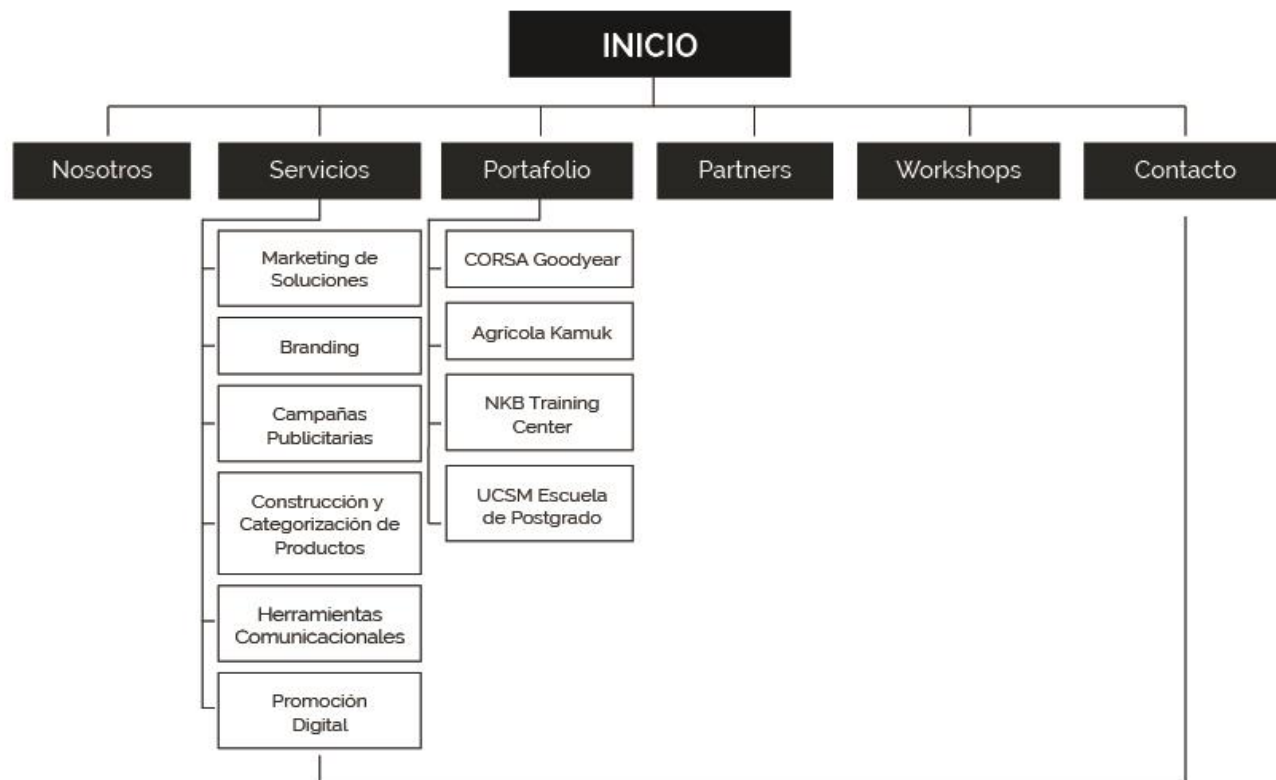 INICIO
Nosotros
Servicios
Portafolio
Partners
Workshops
Contacto
Marketing de
Soluciones
Branding
Campañas
Publicitarias
Construcción y
Categorización de
Productos
Herramientas
Comunicacionales
Promoción
Digital
CORSA Goodyear
Agrícola Kamuk
NKB Training
Center
UCSM Escuela
de Postgrado